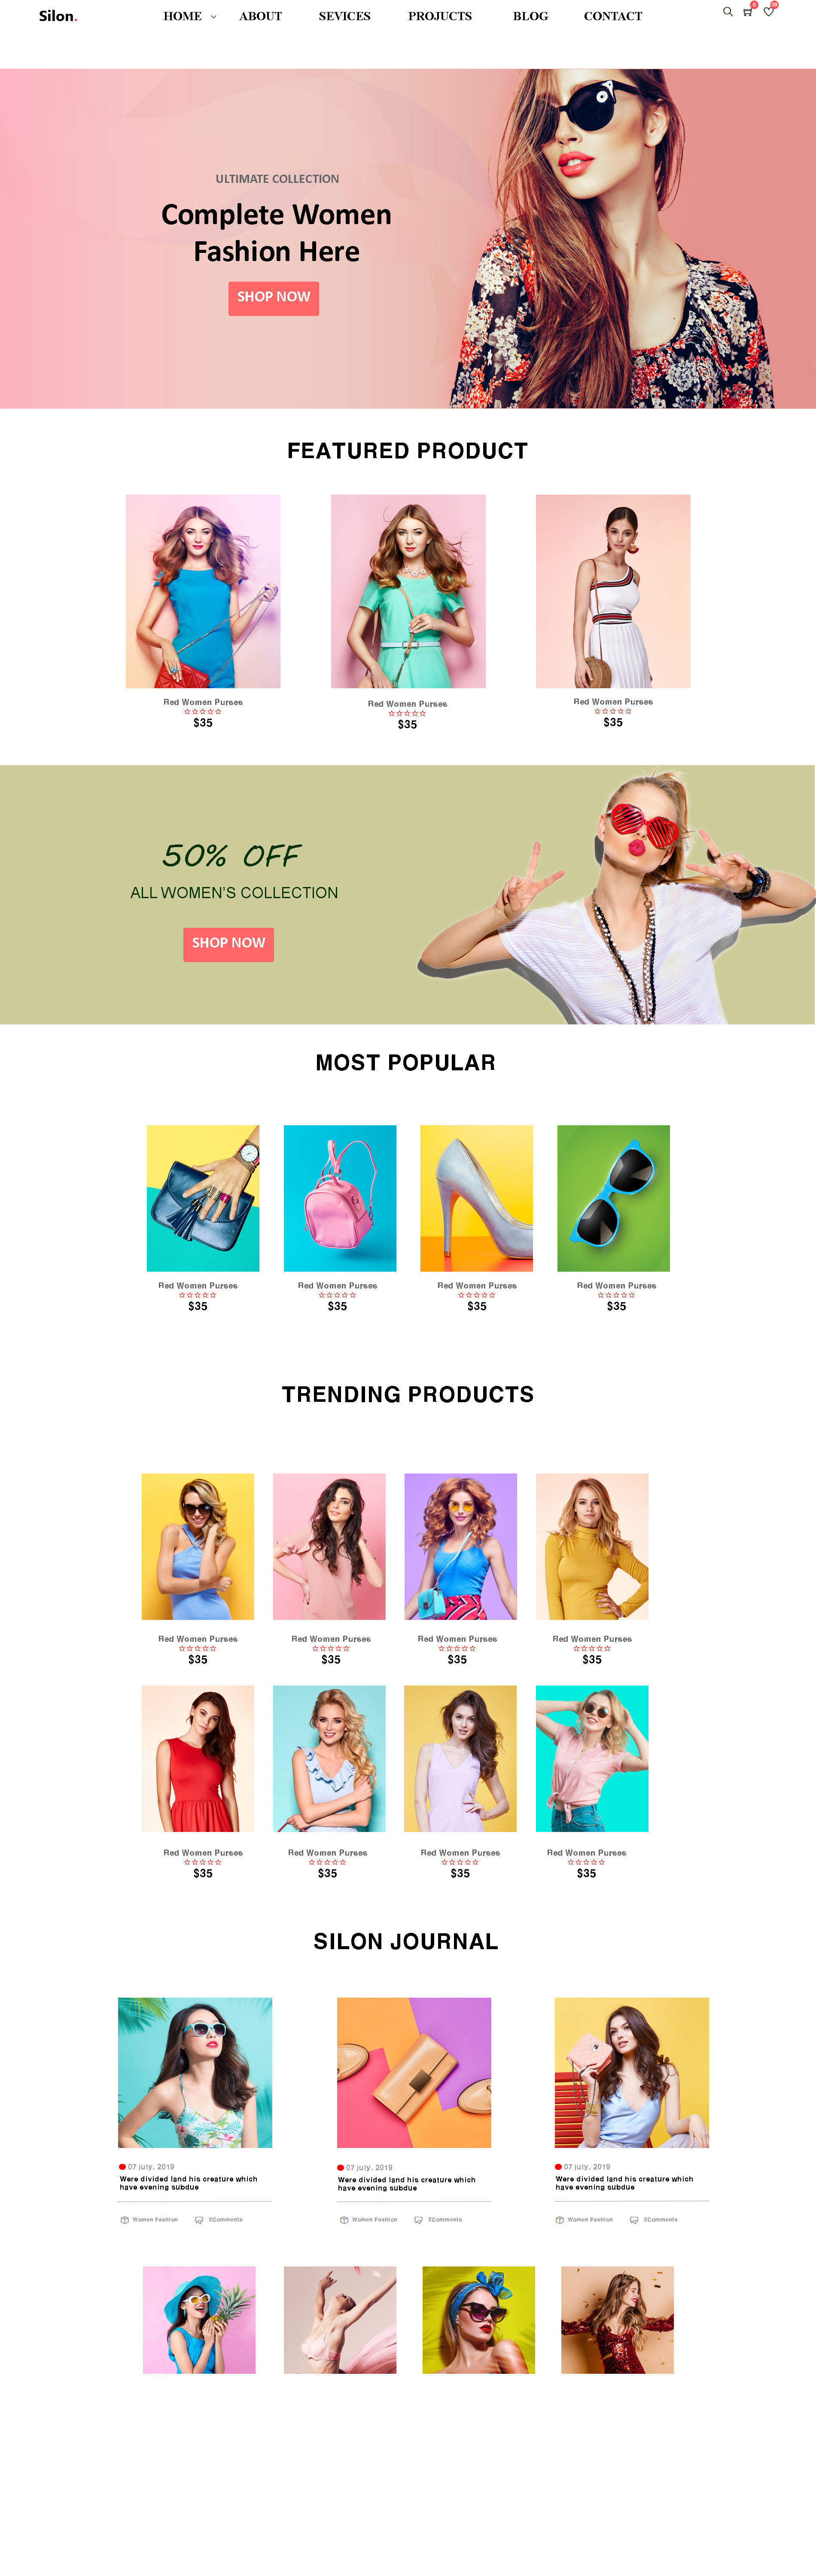 Silon.
HOME ABOUT SEVICES PROJUCTS BLOG CONTACT
ULTIMATE COLLECTION
Complete Women
Fashion Here
SHOP NOW
FEATURED PRODUCT
Red Women Purses
$35
Red Women Purses
$35
Red Women Purses
$35
50% OFF
ALL WOMEN'S COLLECTION
SHOP NOW
MOST POPULAR
Red Women Purses
$35
Red Women Purses
$35
Red Women Purses
$35
Red Women Purses
$35
TRENDING PRODUCTS
Red Women Purses
$35
Red Women Purses
$35
Red Women Purses
$35
Red Women Purses
$35
Red Women Purses
$35
Red Women Purses
$35
Red Women Purses
$35
Red Women Purses
$35
SILON JOURNAL
07 july. 2019
Were divided land his creature which
have evening subdue
Women Fashion 2Comments
07 july. 2019
Were divided land his creature which
have evening subdue
Women Fashion 2Comments
07 july. 2019
Were divided land his creature which
have evening subdue
Women Fashion 2Comments